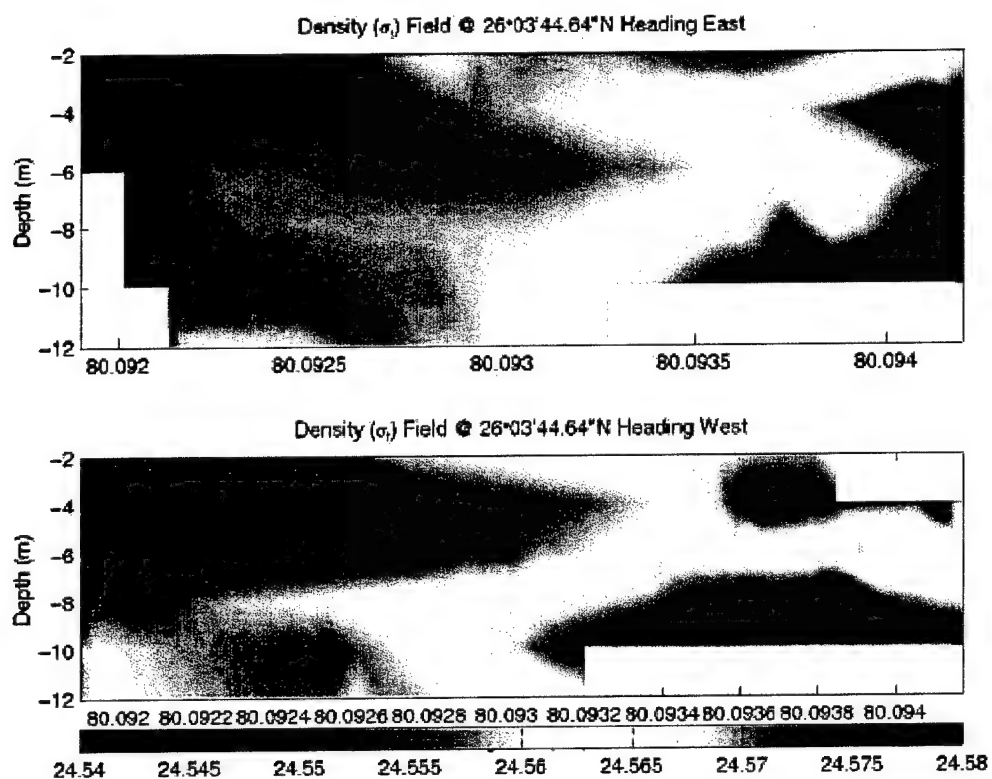 Density (σt) Field @ 26°03'44.64"N Heading East
-2
-4
-6
-8
-10
-12
Depth (m)
80.092 80.0925 80.093 80.0935 80.094
Density (σt) Field @ 26°03'44.64"N Heading West
-2
-4
-6
-8
-10
-12
Depth (m)
80.092 80.0922 80.0924 80.0926 80.0928 80.093 80.0932 80.0934 80.0936 80.0938 80.094
24.54 24.545 24.55 24.555 24.56 24.565 24.57 24.575 24.58